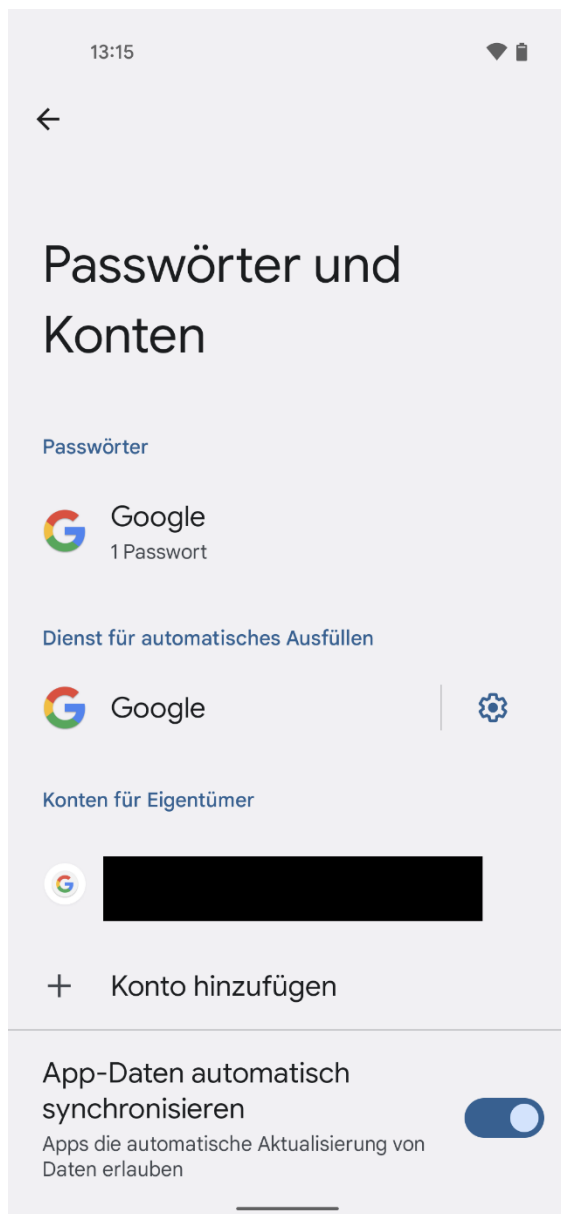 13:15
Passwörter und
Konten
Passwörter
Google
1 Passwort
Dienst für automatisches Ausfüllen
Google
Konten für Eigentümer
Konto hinzufügen
App-Daten automatisch
synchronisieren
Apps die automatische Aktualisierung von
Daten erlauben